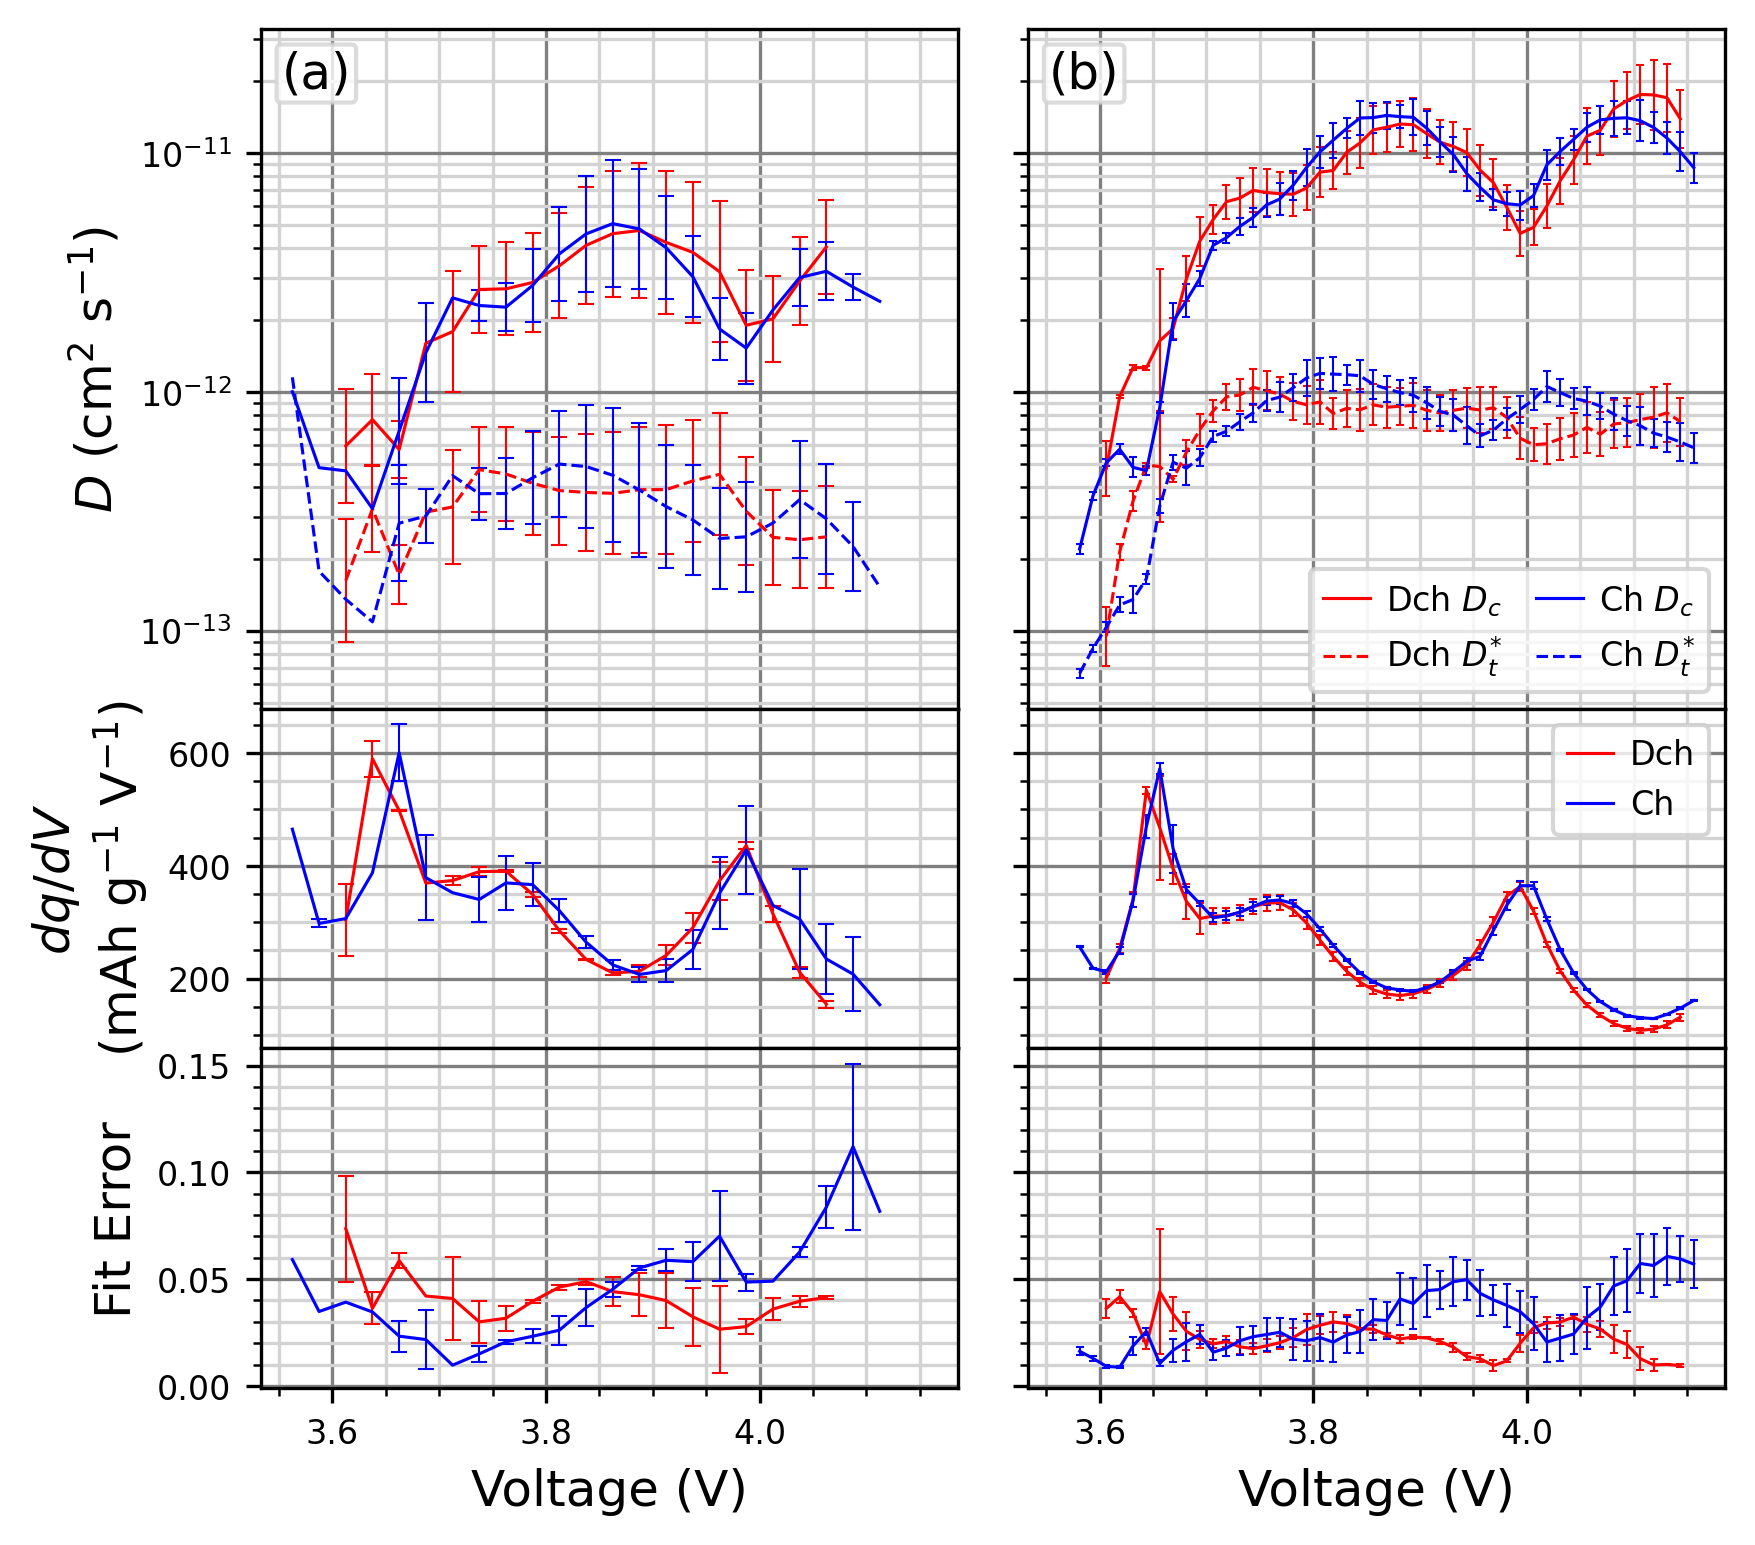 (a)
(b)
10⁻¹¹
10⁻¹²
10⁻¹³
D (cm² s⁻¹)
Dch D_c
Ch D_c
Dch D_t^*
Ch D_t^*
600
400
200
dq/dV
(mAh g⁻¹ V⁻¹)
Dch
Ch
0.15
0.10
0.05
0.00
Fit Error
3.6 3.8 4.0
3.6 3.8 4.0
Voltage (V)
Voltage (V)